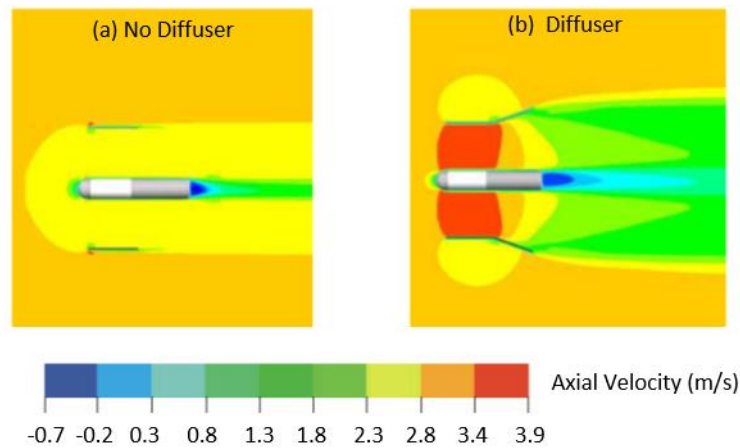 (a) No Diffuser
(b) Diffuser
Axial Velocity (m/s)
-0.7 -0.2 0.3 0.8 1.3 1.8 2.3 2.8 3.4 3.9